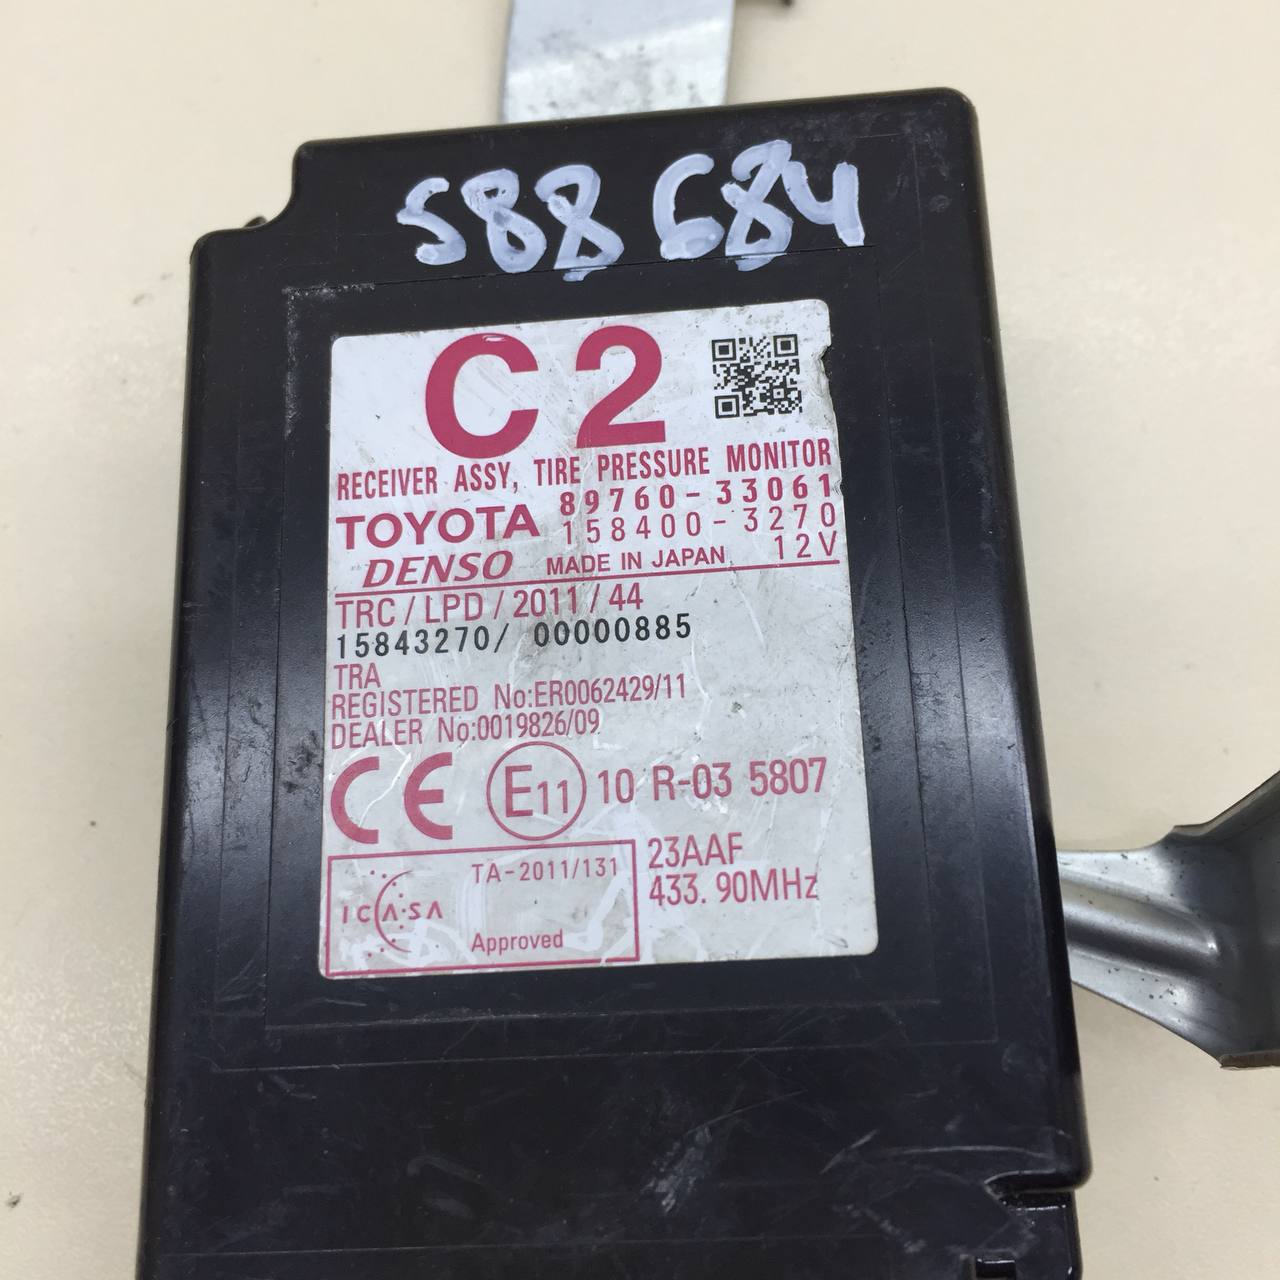 588 684
C2
RECEIVER ASSY, TIRE PRESSURE MONITOR
TOYOTA 89760-33061
158400-3270
DENSO MADE IN JAPAN 12V
TRC/LPD/2011/44
15843270/ 00000885
TRA
REGISTERED No:ER0062429/11
DEALER No:0019826/09
CE E11 10 R-03 5807
TA-2011/131
ICASA
Approved
23AAF
433.90MHz